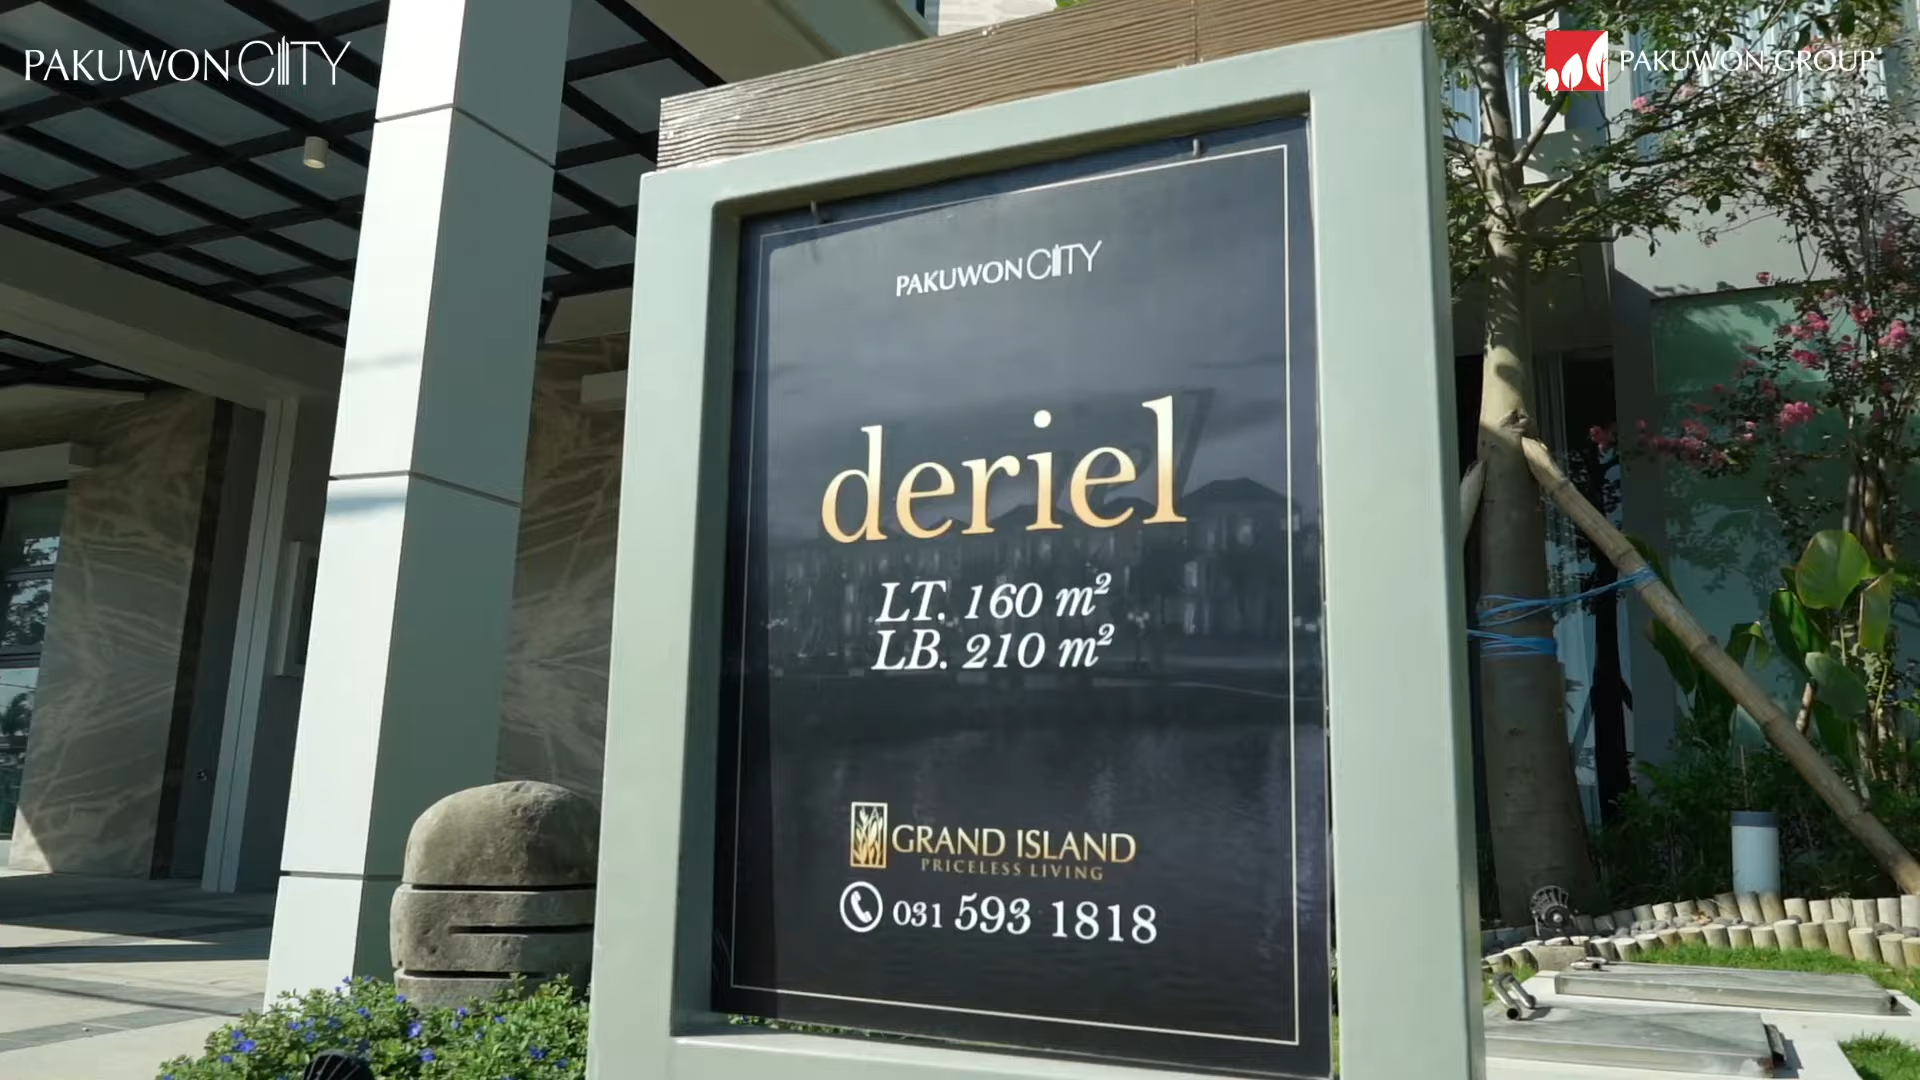 PAKUWON CITY
PAKUWON GROUP
PAKUWON CITY
deriel
LT. 160 m²
LB. 210 m²
GRAND ISLAND
PRICELESS LIVING
031 593 1818